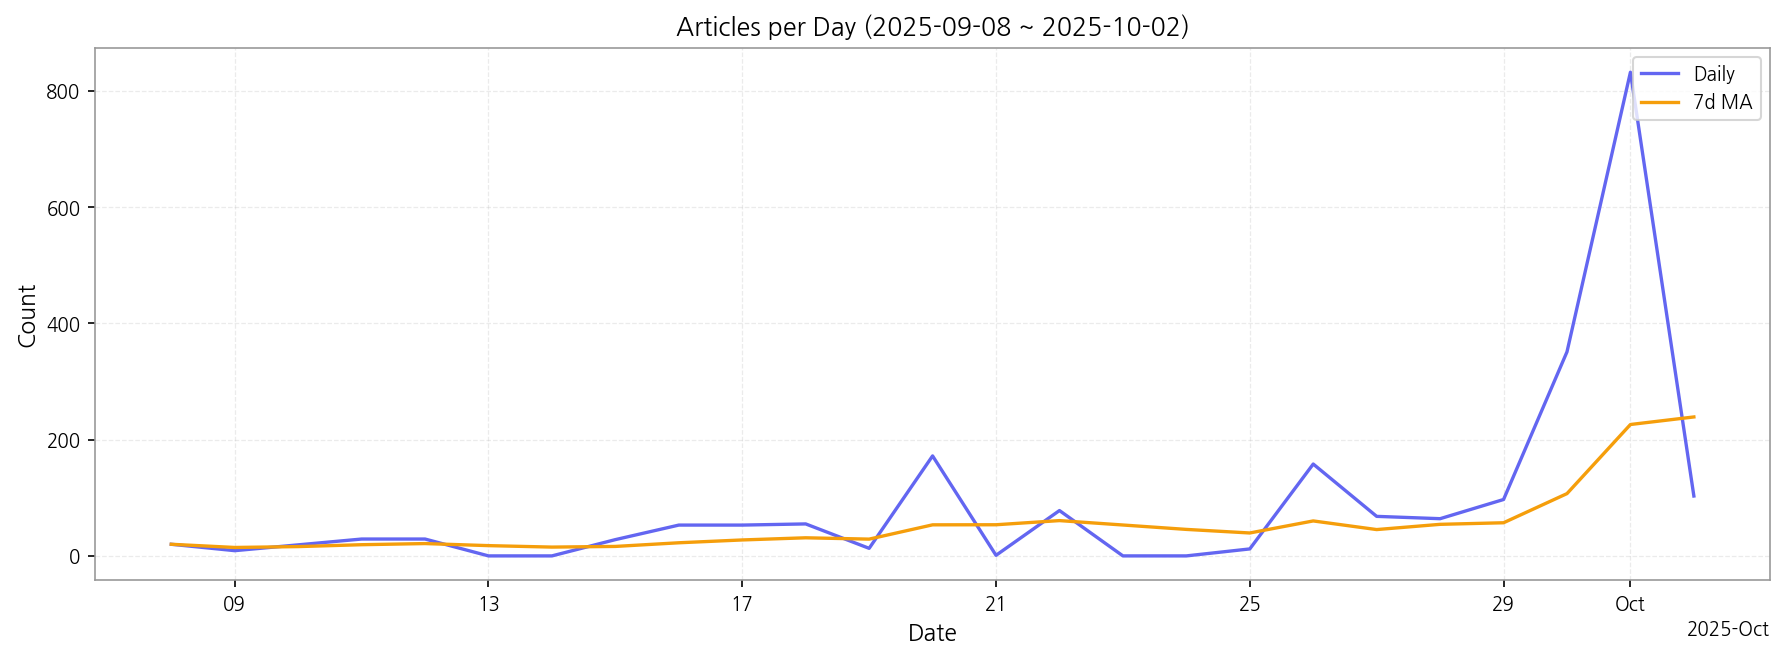 Articles per Day (2025-09-08 ~ 2025-10-02)
Daily
7d MA
800
600
400
200
0
Count
09
13
17
21
25
29
Oct
Date
2025-Oct